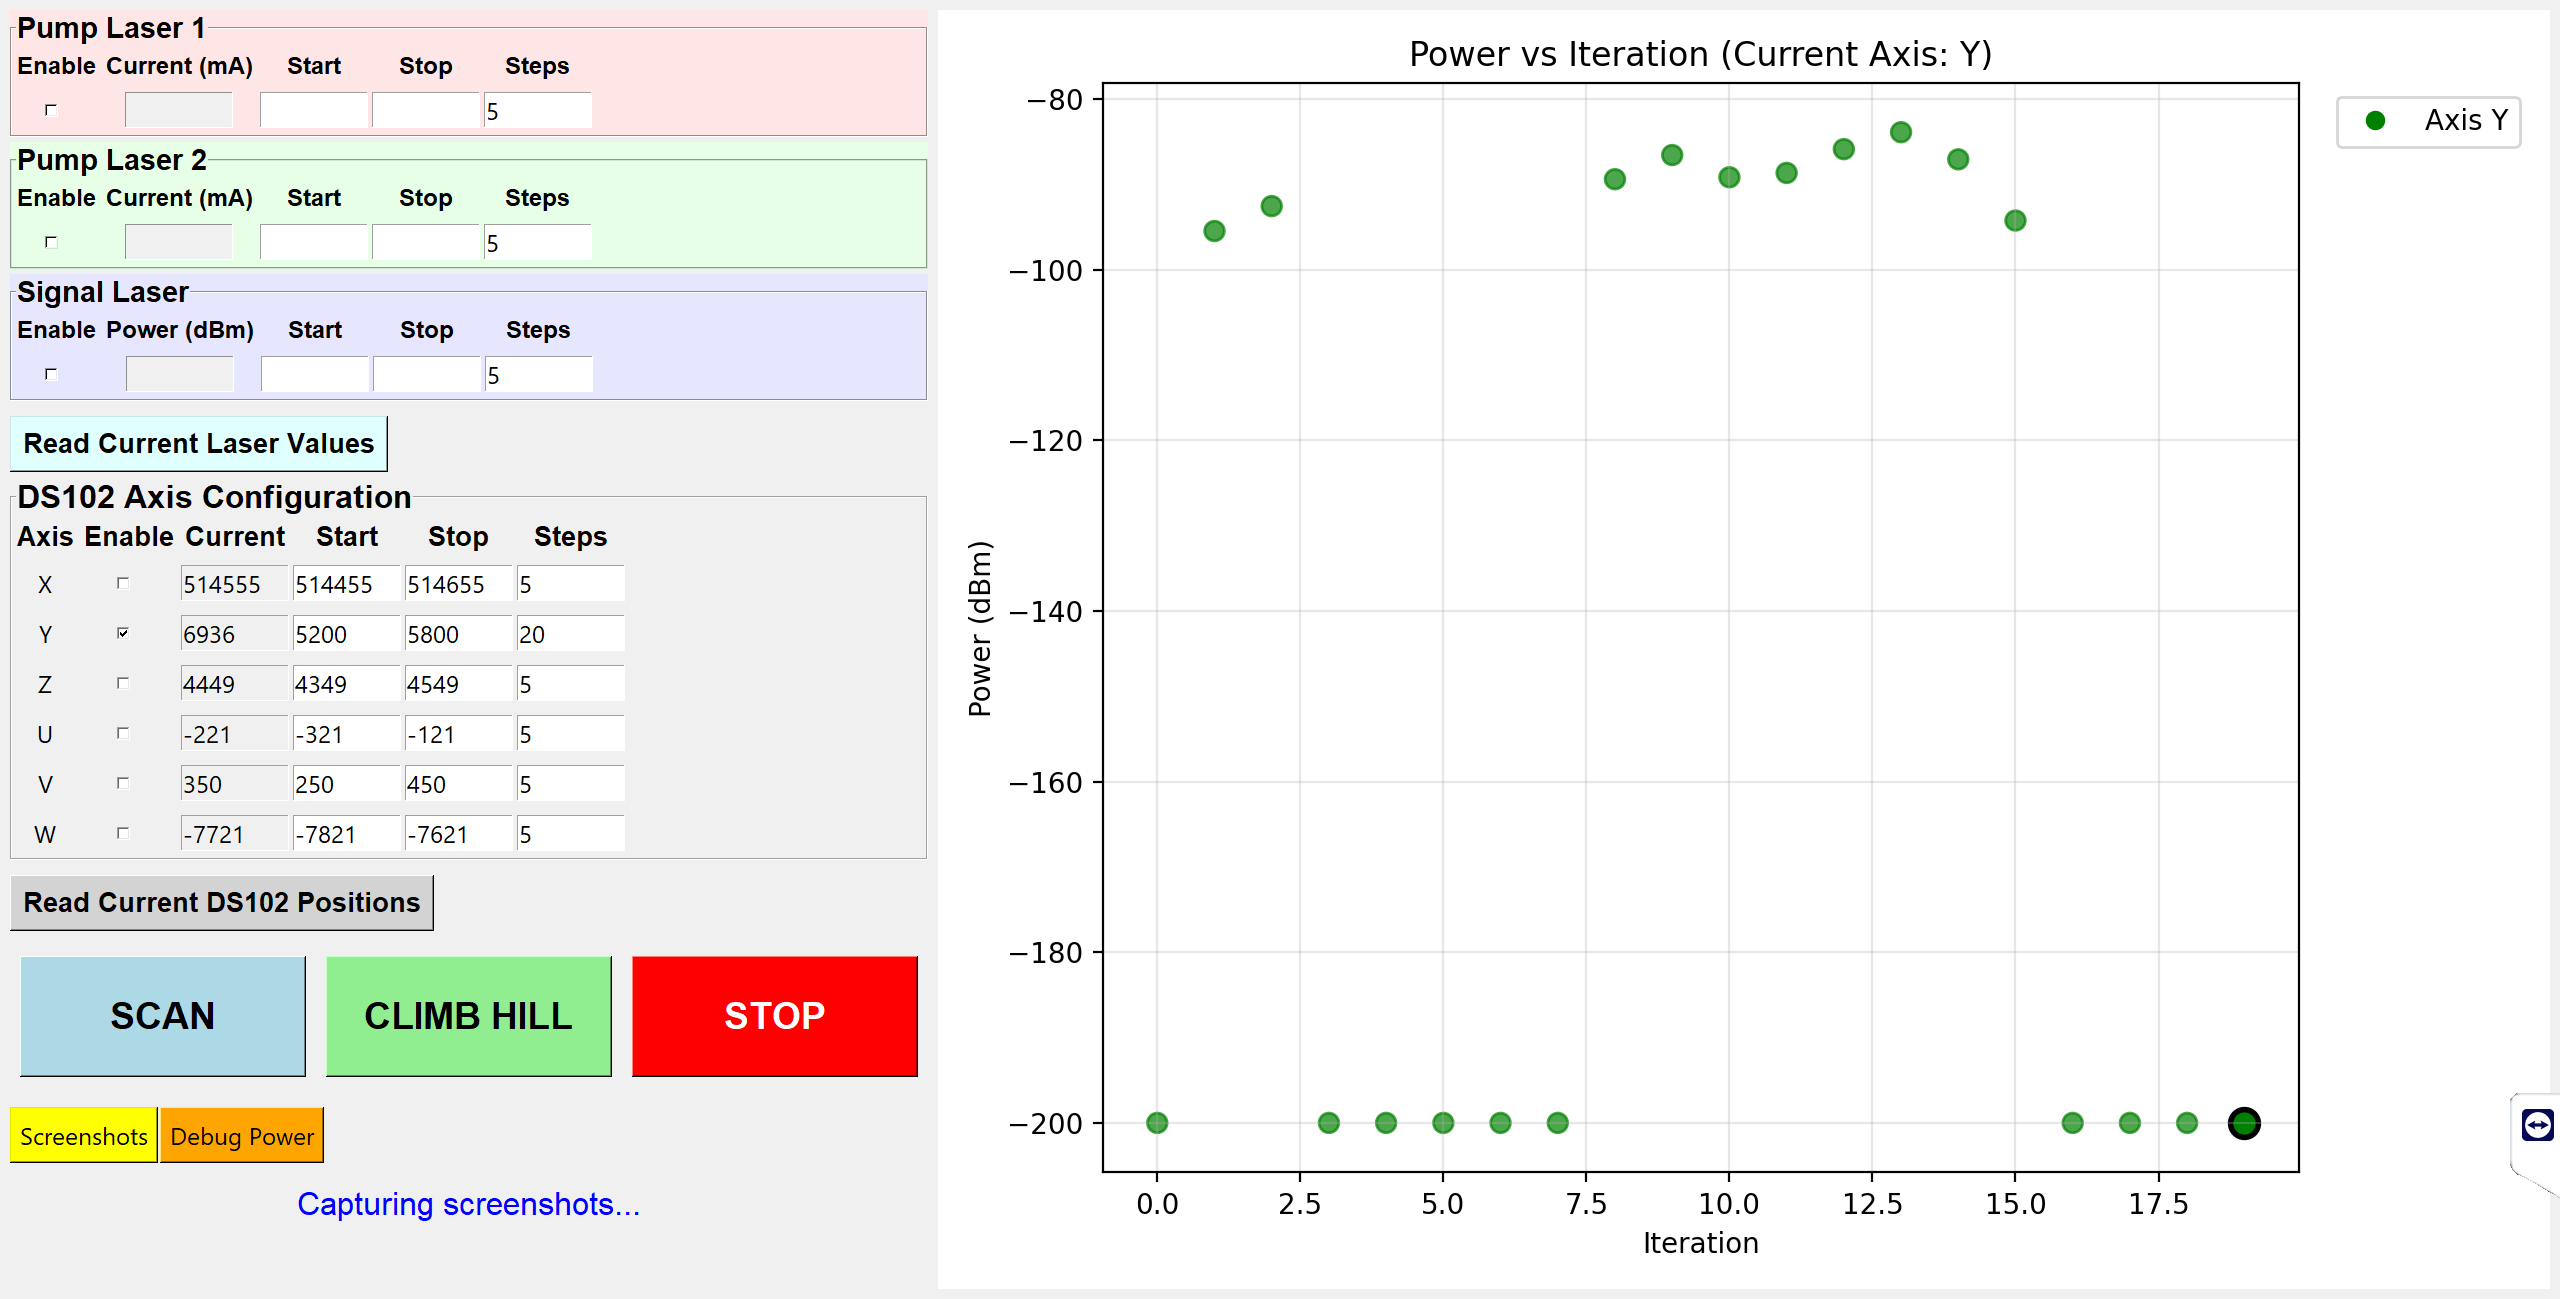 Pump Laser 1
Enable Current (mA) Start Stop Steps
5
Pump Laser 2
Enable Current (mA) Start Stop Steps
5
Signal Laser
Enable Power (dBm) Start Stop Steps
5
Read Current Laser Values
DS102 Axis Configuration
Axis Enable Current Start Stop Steps
X 514555 514455 514655 5
Y 6936 5200 5800 20
Z 4449 4349 4549 5
U -221 -321 -121 5
V 350 250 450 5
W -7721 -7821 -7621 5
Read Current DS102 Positions
SCAN CLIMB HILL STOP
Screenshots Debug Power
Capturing screenshots...
Power vs Iteration (Current Axis: Y)
Axis Y
−80
−100
−120
−140
−160
−180
−200
Power (dBm)
0.0 2.5 5.0 7.5 10.0 12.5 15.0 17.5
Iteration